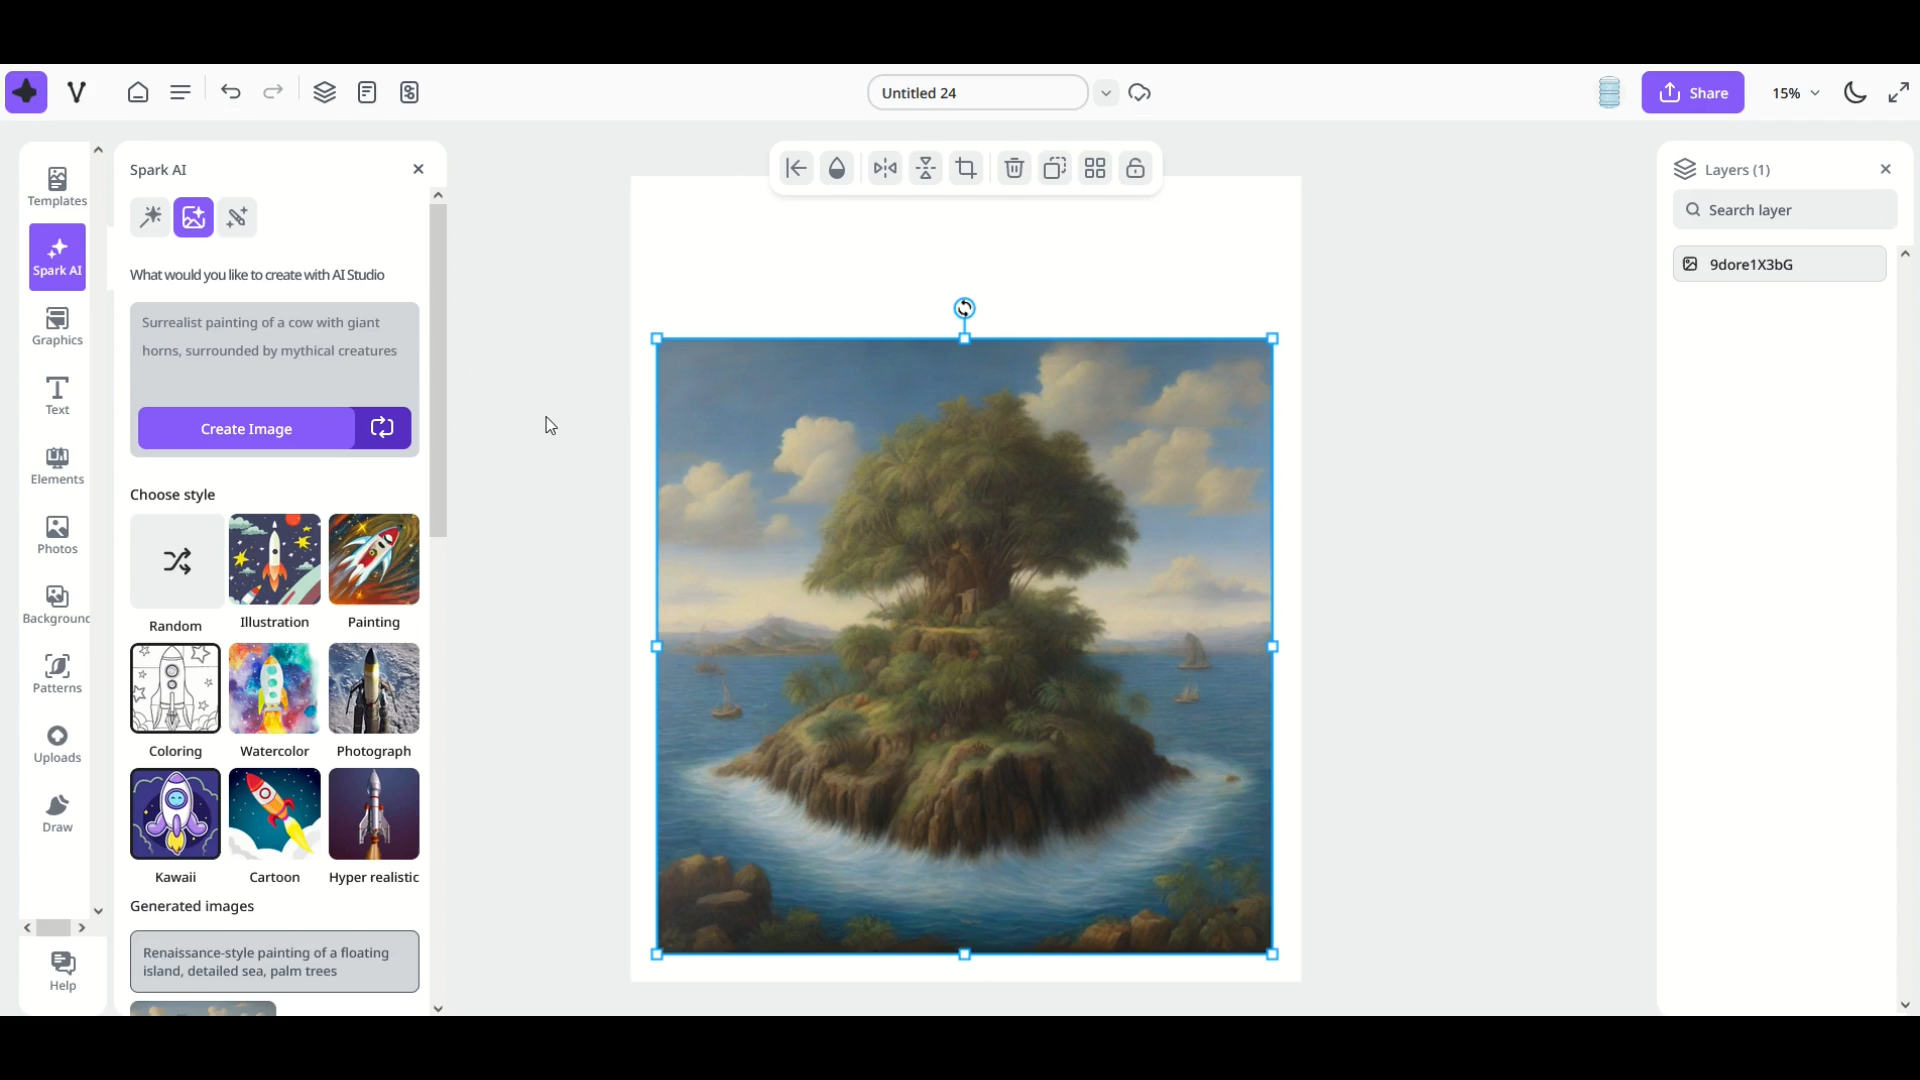 Untitled 24
Share
15%
Templates
Spark AI
Graphics
Text
Elements
Photos
Background
Patterns
Uploads
Draw
Help
Spark AI
What would you like to create with AI Studio
Surrealist painting of a cow with giant
horns, surrounded by mythical creatures
Create Image
Choose style
Random
Illustration
Painting
Coloring
Watercolor
Photograph
Kawaii
Cartoon
Hyper realistic
Generated images
Renaissance-style painting of a floating
island, detailed sea, palm trees
Layers (1)
Search layer
9dore1X3bG